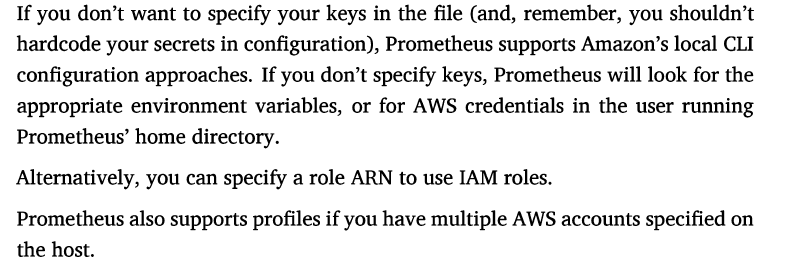 If you don’t want to specify your keys in the file (and, remember, you shouldn’t
hardcode your secrets in configuration), Prometheus supports Amazon’s local CLI
configuration approaches. If you don’t specify keys, Prometheus will look for the
appropriate environment variables, or for AWS credentials in the user running
Prometheus’ home directory.
Alternatively, you can specify a role ARN to use IAM roles.
Prometheus also supports profiles if you have multiple AWS accounts specified on
the host.